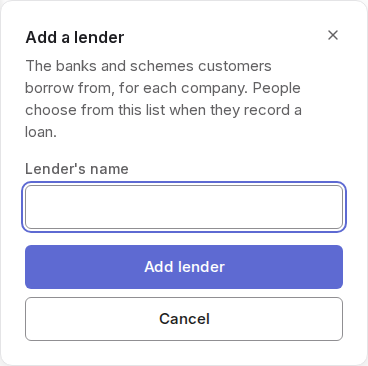 Add a lender
The banks and schemes customers
borrow from, for each company. People
choose from this list when they record a
loan.
Lender's name
Add lender
Cancel